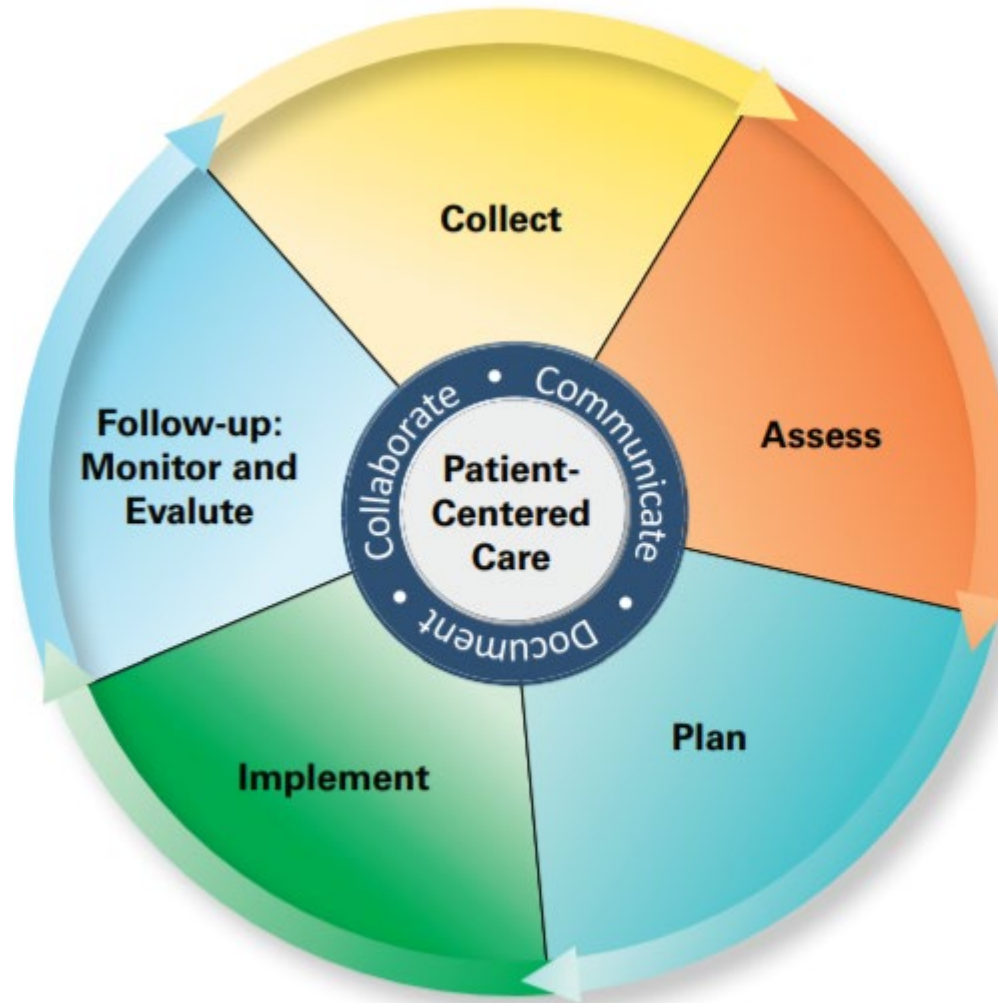 Collect
Assess
Plan
Implement
Follow-up:
Monitor and
Evalute
Collaborate • Communicate • Document •
Patient-
Centered
Care